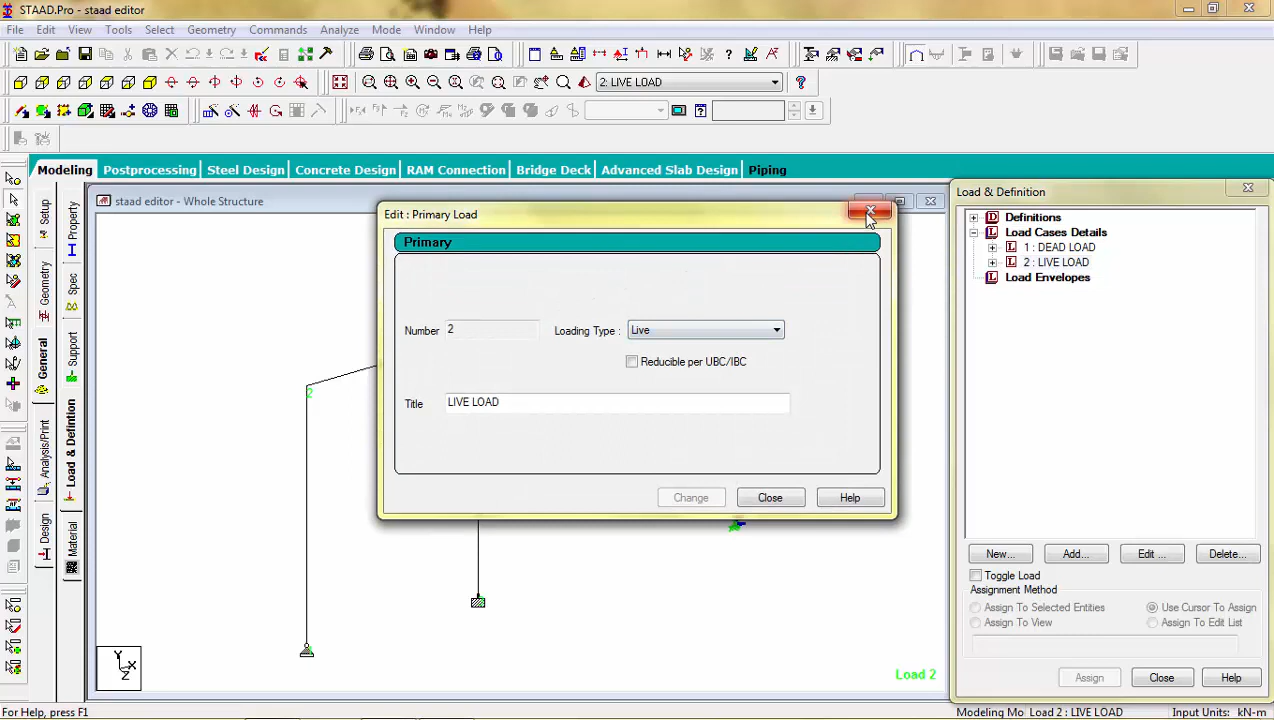 STAAD.Pro - staad editor
File Edit View Tools Select Geometry Commands Analyze Mode Window Help
2: LIVE LOAD
Modeling Postprocessing Steel Design Concrete Design RAM Connection Bridge Deck Advanced Slab Design Piping
staad editor - Whole Structure
Setup
Geometry
General
Analysis/Print
Design
Property
Spec
Support
Load & Definition
Material
2
Y
X
Z
Load 2
Edit : Primary Load
Primary
Number 2 Loading Type : Live
Reducible per UBC/IBC
Title LIVE LOAD
Change Close Help
Load & Definition
Definitions
Load Cases Details
1 : DEAD LOAD
2 : LIVE LOAD
Load Envelopes
New... Add... Edit ... Delete...
Toggle Load
Assignment Method
Assign To Selected Entities Use Cursor To Assign
Assign To View Assign To Edit List
Assign Close Help
For Help, press F1 Modeling Mo Load 2 : LIVE LOAD Input Units: kN-m